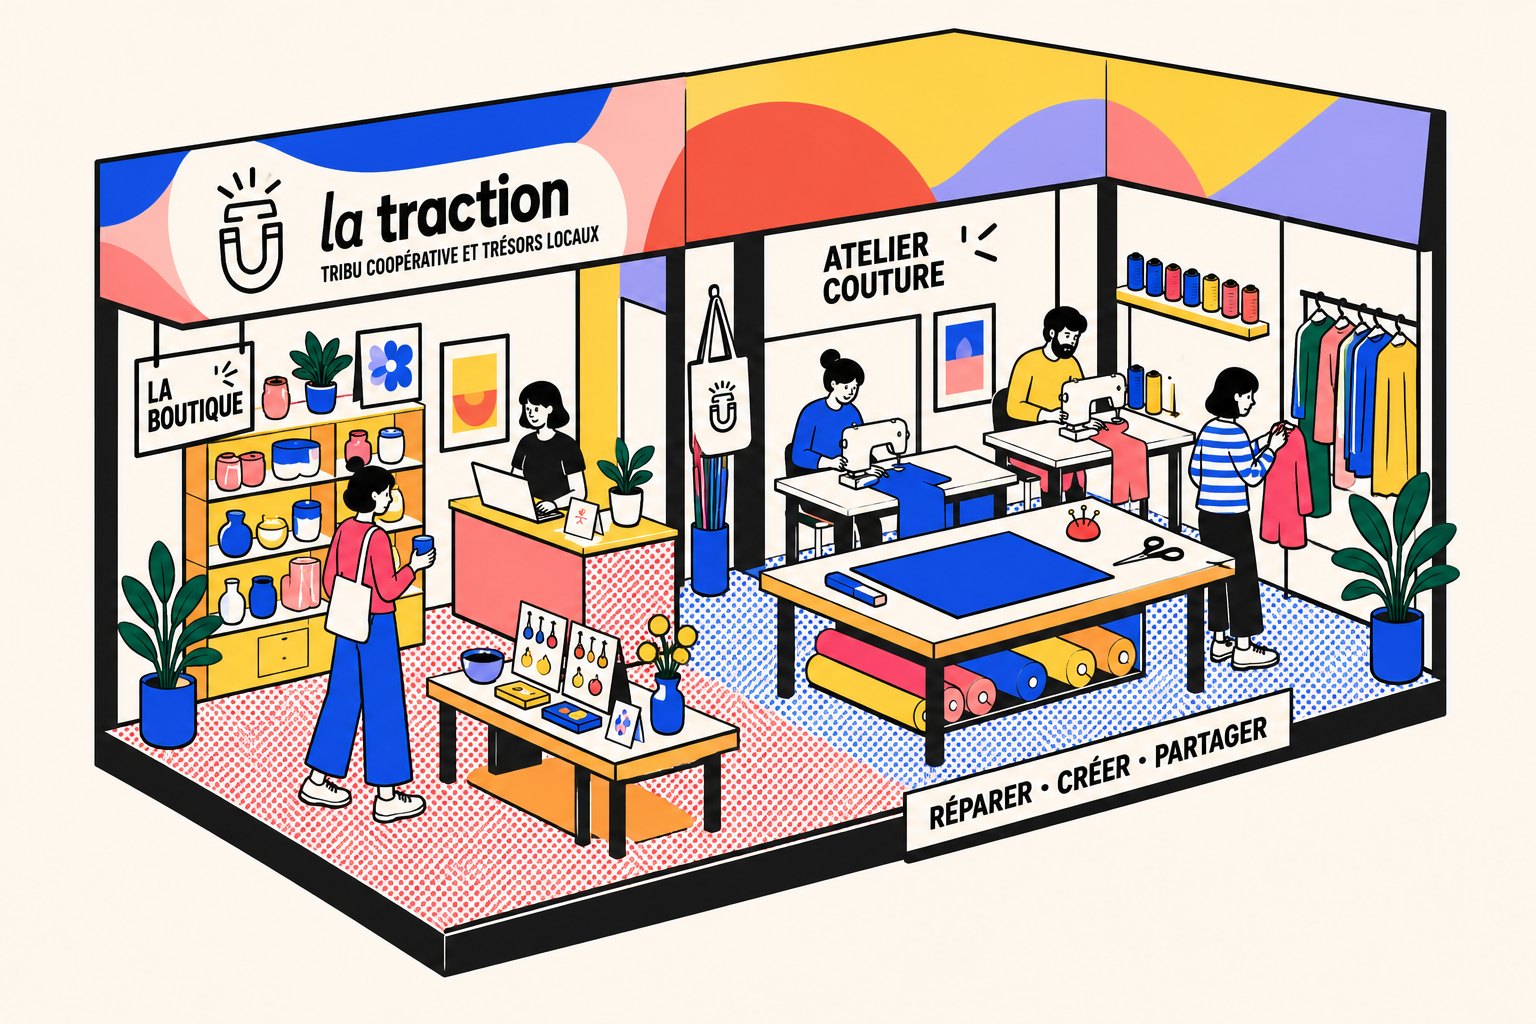 la traction
TRIBU COOPÉRATIVE ET TRÉSORS LOCAUX
LA
BOUTIQUE
ATELIER
COUTURE
RÉPARER · CRÉER · PARTAGER